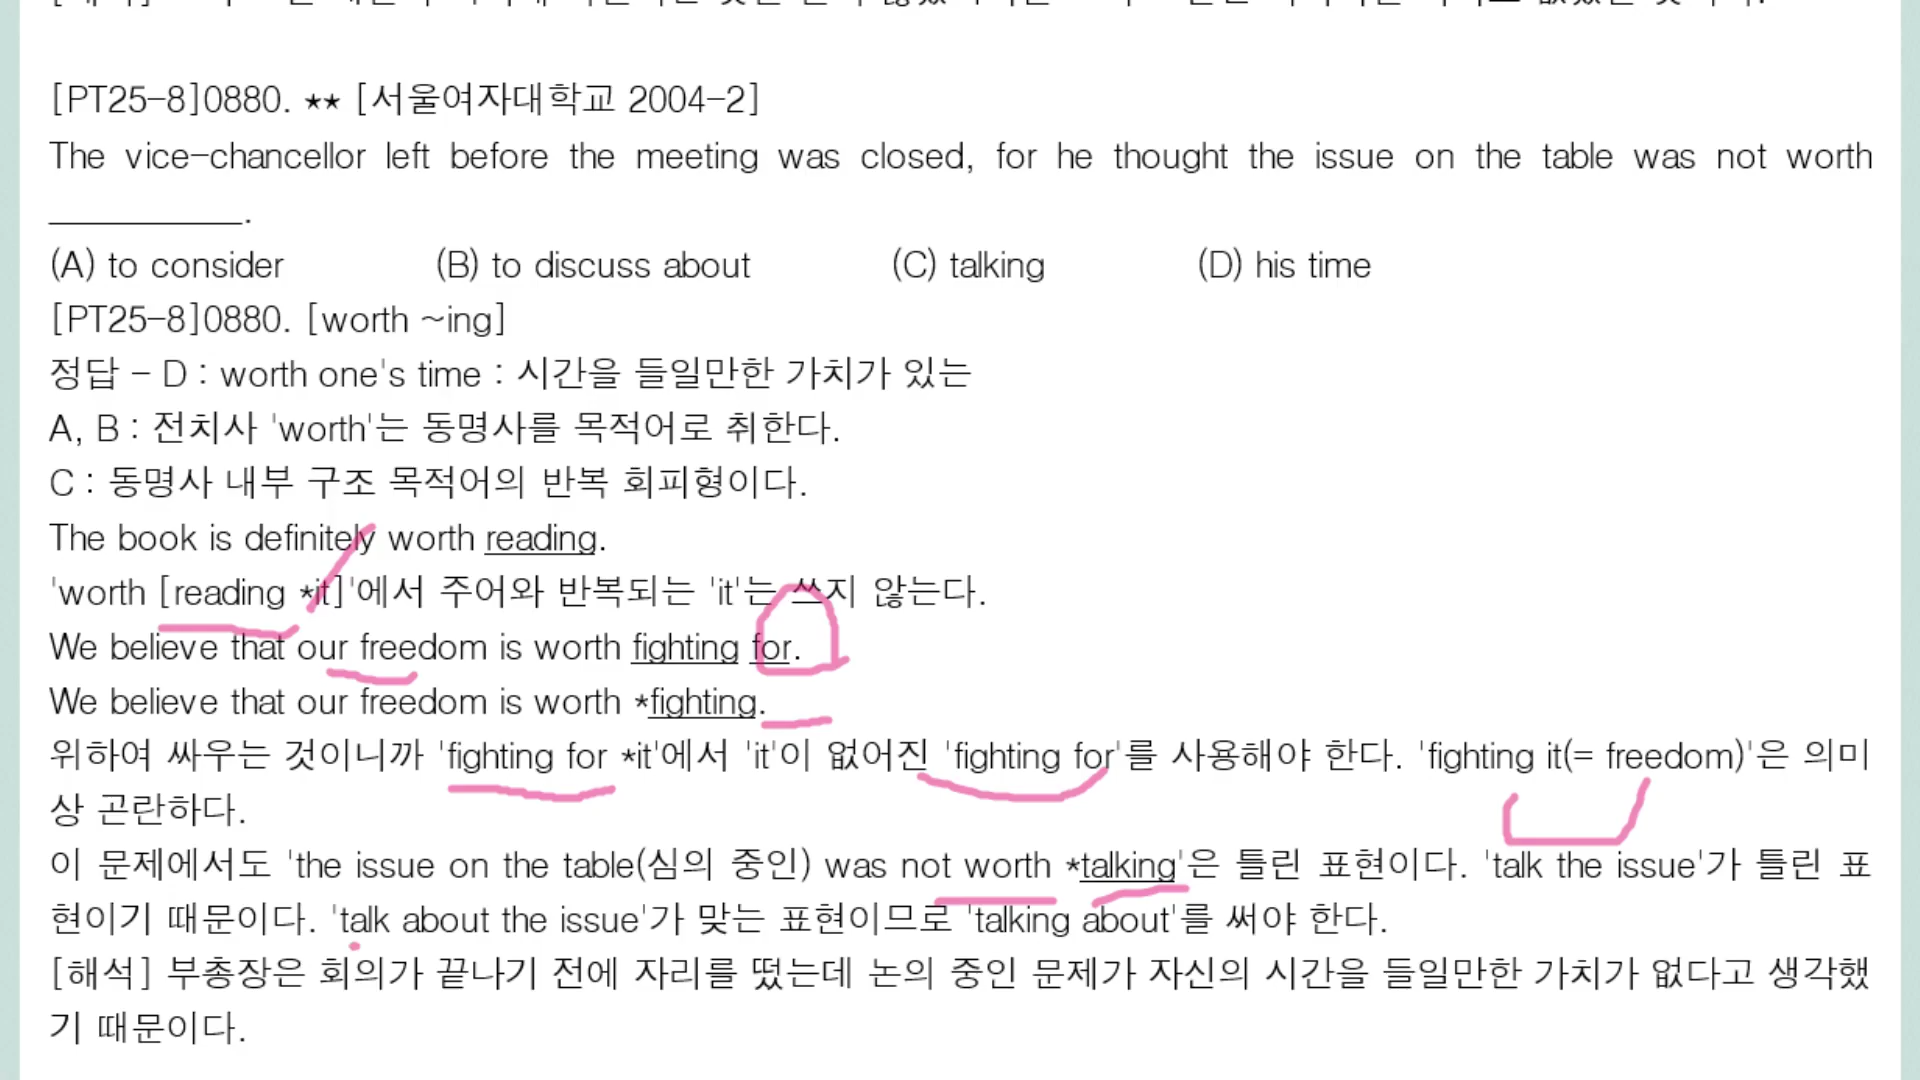 [PT25-8]0880. ★★ [서울여자대학교 2004-2]
The vice-chancellor left before the meeting was closed, for he thought the issue on the table was not worth
__________.
(A) to consider (B) to discuss about (C) talking (D) his time
[PT25-8]0880. [worth ~ing]
정답 - D : worth one's time : 시간을 들일만한 가치가 있는
A, B : 전치사 'worth'는 동명사를 목적어로 취한다.
C : 동명사 내부 구조 목적어의 반복 회피형이다.
The book is definitely worth reading.
'worth [reading *it]'에서 주어와 반복되는 'it'는 쓰지 않는다.
We believe that our freedom is worth fighting for.
We believe that our freedom is worth *fighting.
위하여 싸우는 것이니까 'fighting for *it'에서 'it'이 없어진 'fighting for'를 사용해야 한다. 'fighting it(= freedom)'은 의미
상 곤란하다.
이 문제에서도 'the issue on the table(심의 중인) was not worth *talking'은 틀린 표현이다. 'talk the issue'가 틀린 표
현이기 때문이다. 'talk about the issue'가 맞는 표현이므로 'talking about'를 써야 한다.
[해석] 부총장은 회의가 끝나기 전에 자리를 떴는데 논의 중인 문제가 자신의 시간을 들일만한 가치가 없다고 생각했
기 때문이다.